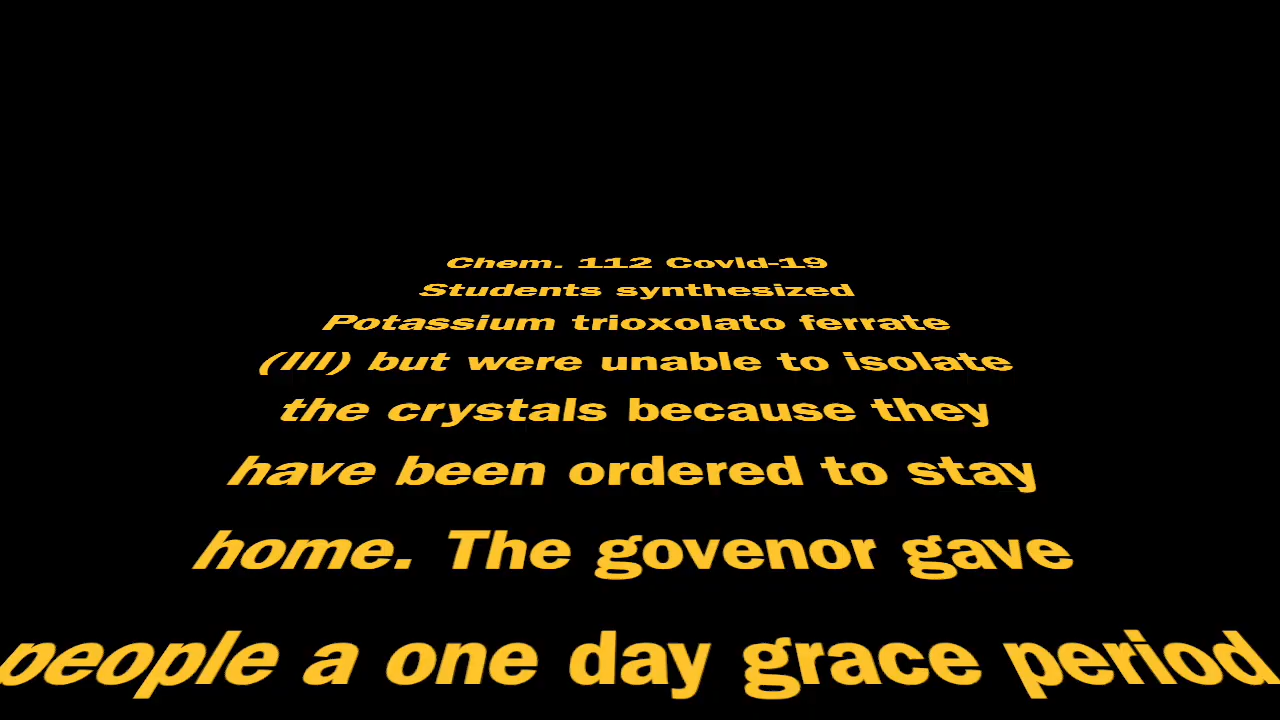 Chem. 112 Covid-19
Students synthesized
Potassium trioxolato ferrate
(III) but were unable to isolate
the crystals because they
have been ordered to stay
home. The govenor gave
people a one day grace period